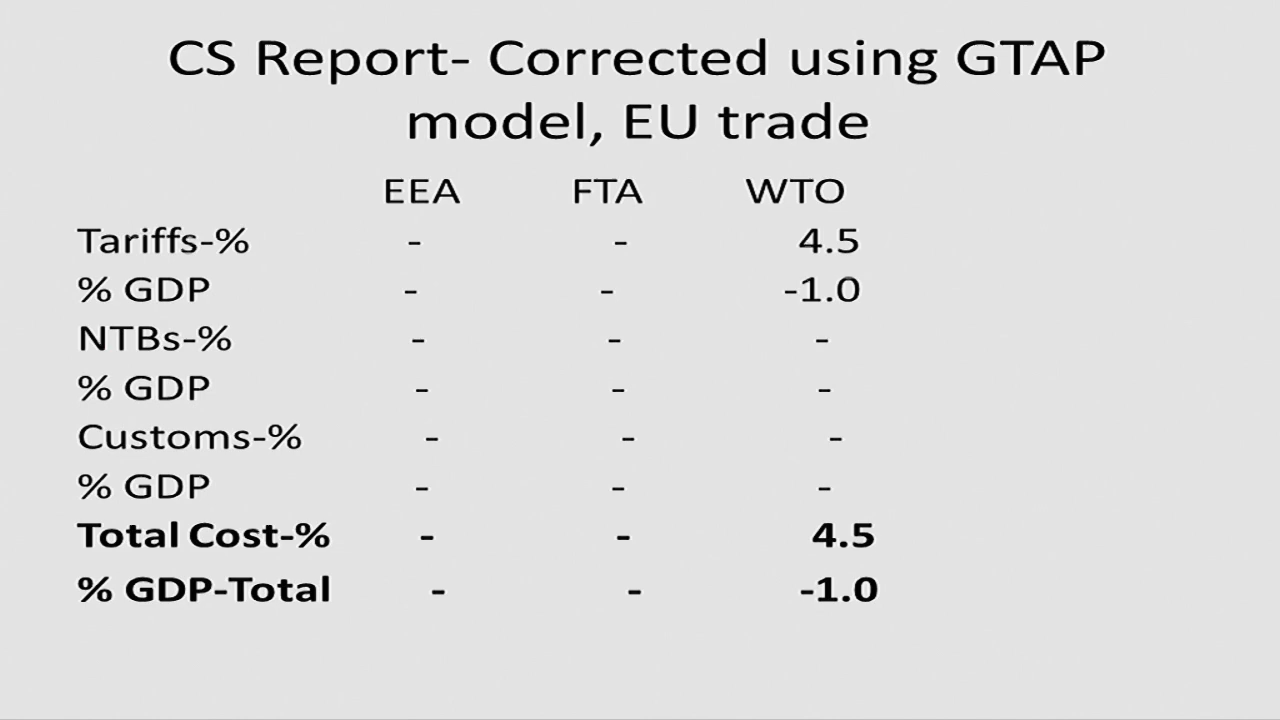 CS Report- Corrected using GTAP
model, EU trade
EEA FTA WTO
Tariffs-% - - 4.5
% GDP - - -1.0
NTBs-% - - -
% GDP - - -
Customs-% - - -
% GDP - - -
Total Cost-% - - 4.5
% GDP-Total - - -1.0